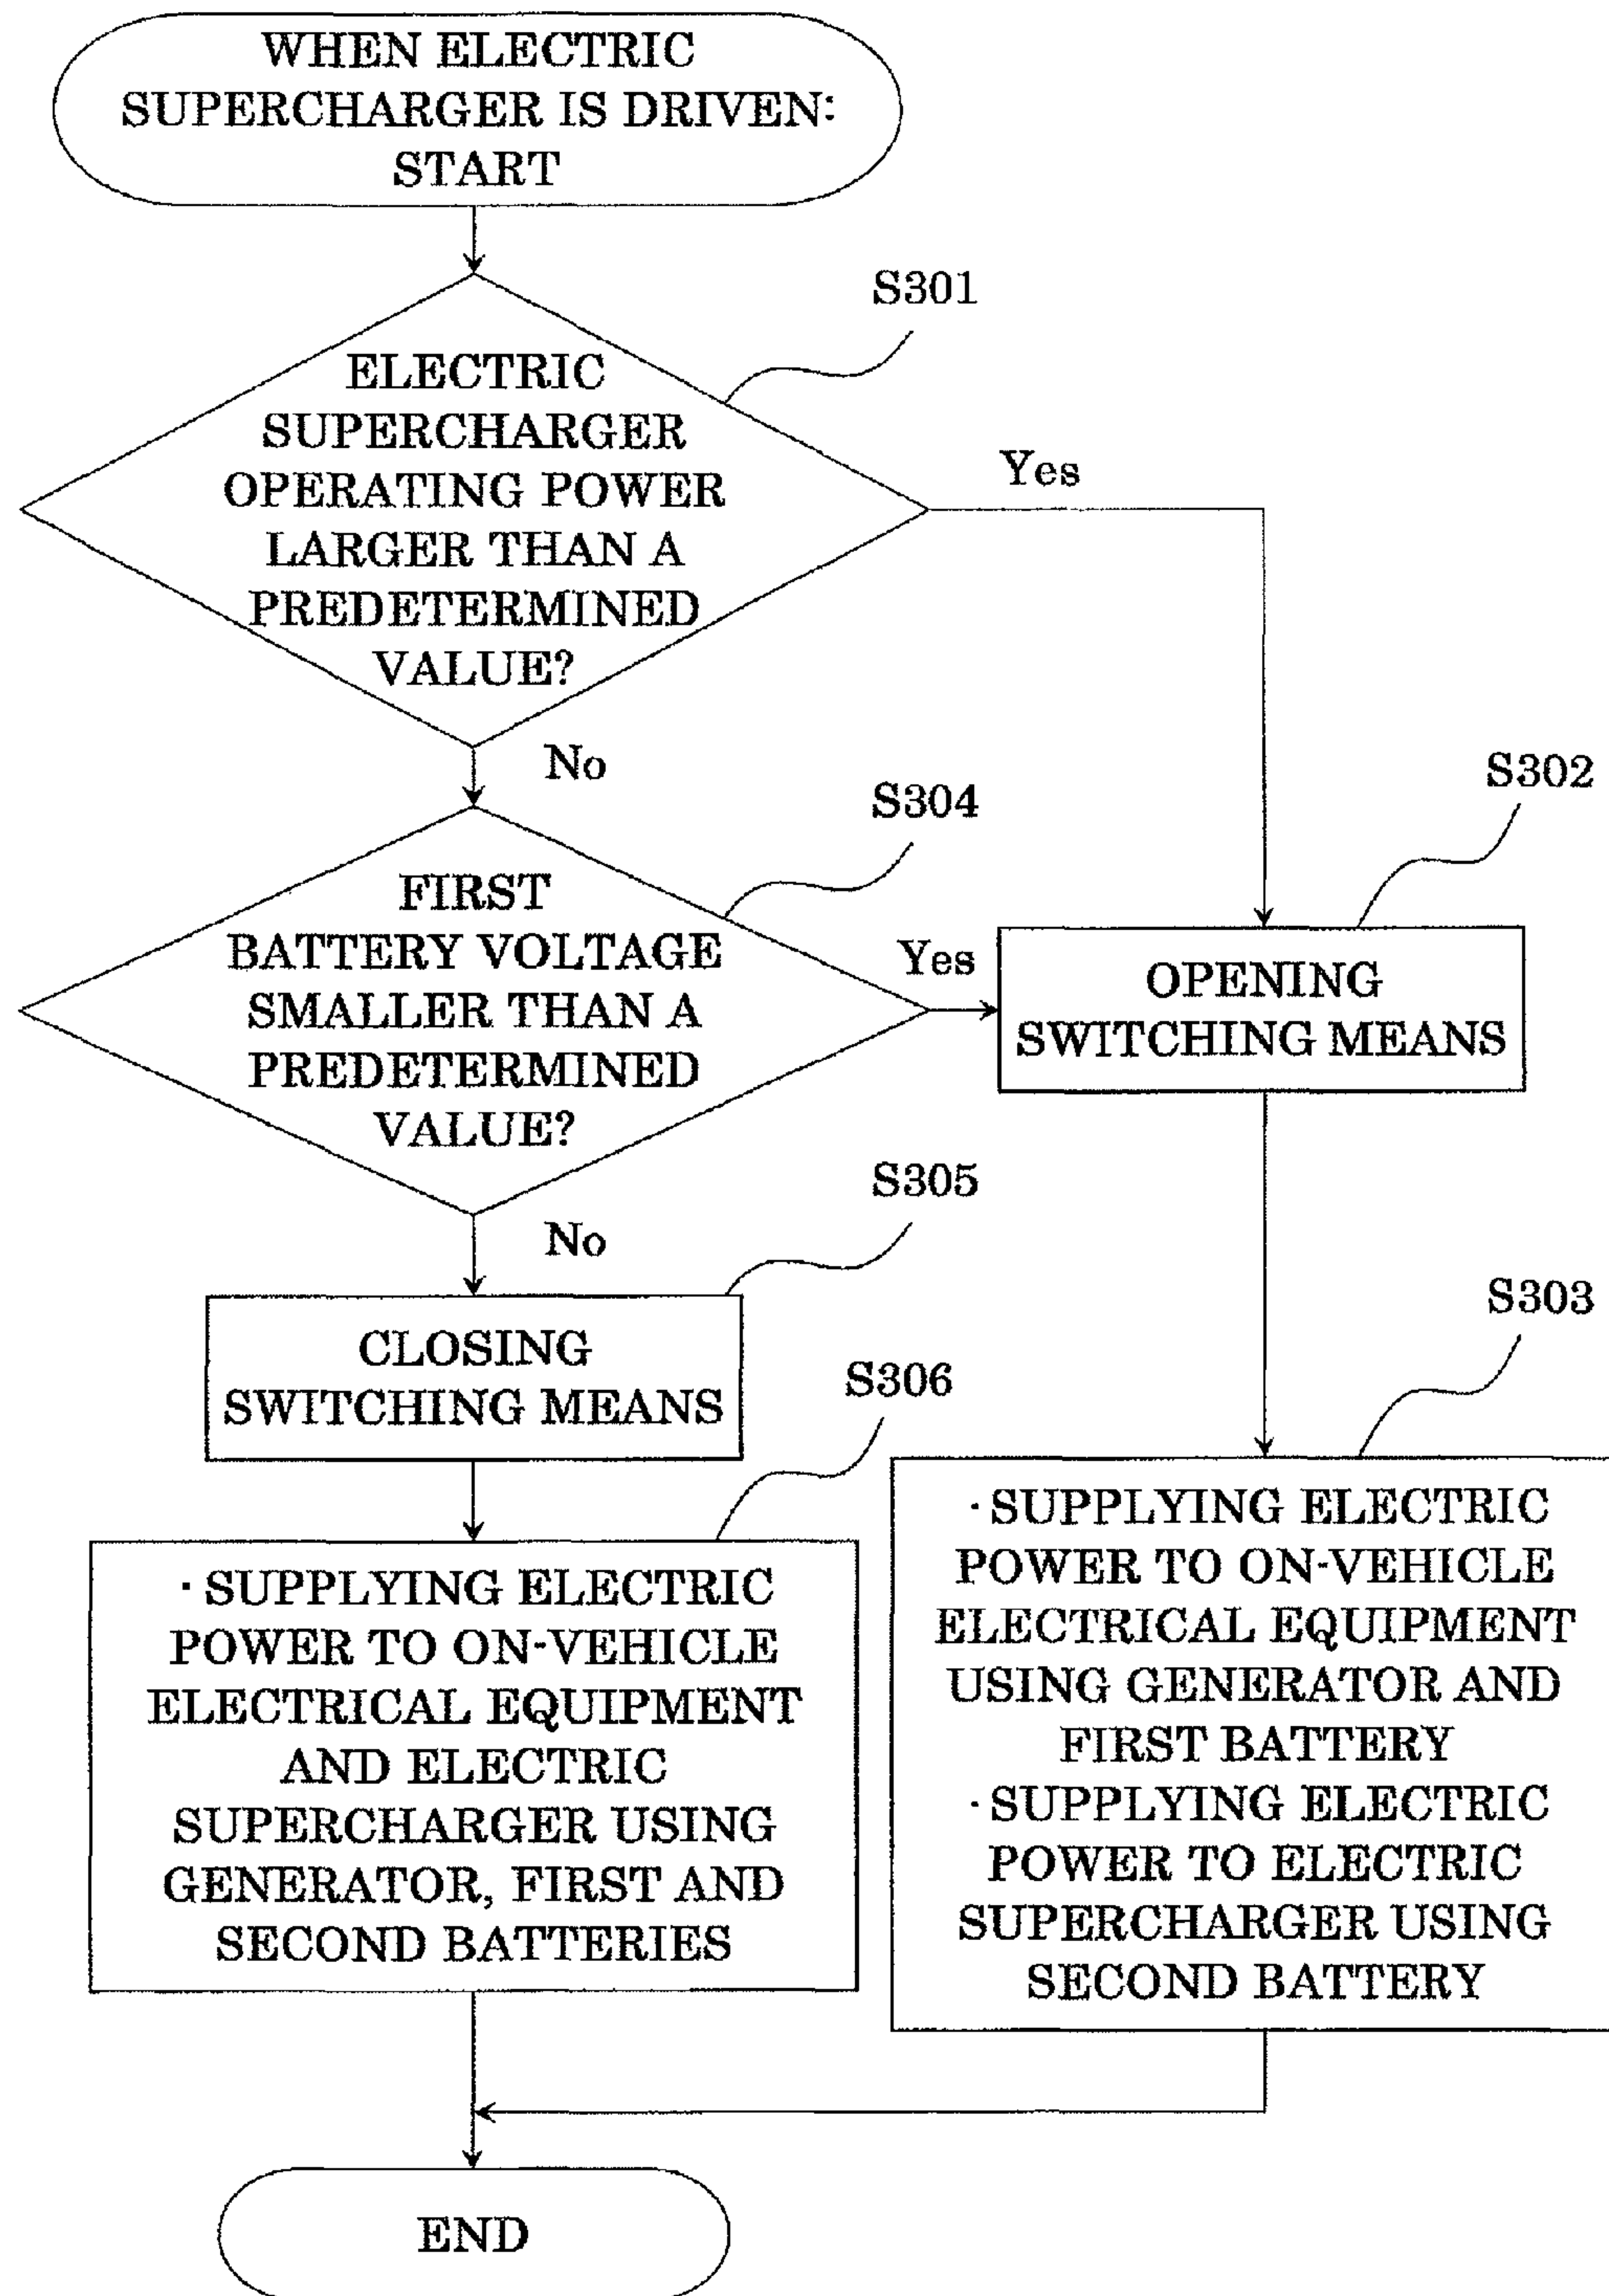 WHEN ELECTRIC
SUPERCHARGER IS DRIVEN:
START
S301
ELECTRIC
SUPERCHARGER
OPERATING POWER
LARGER THAN A
PREDETERMINED
VALUE?
Yes
No
S304
FIRST
BATTERY VOLTAGE
SMALLER THAN A
PREDETERMINED
VALUE?
Yes
S302
OPENING
SWITCHING MEANS
No
S305
CLOSING
SWITCHING MEANS
S306
· SUPPLYING ELECTRIC
POWER TO ON-VEHICLE
ELECTRICAL EQUIPMENT
AND ELECTRIC
SUPERCHARGER USING
GENERATOR, FIRST AND
SECOND BATTERIES
S303
· SUPPLYING ELECTRIC
POWER TO ON-VEHICLE
ELECTRICAL EQUIPMENT
USING GENERATOR AND
FIRST BATTERY
· SUPPLYING ELECTRIC
POWER TO ELECTRIC
SUPERCHARGER USING
SECOND BATTERY
END